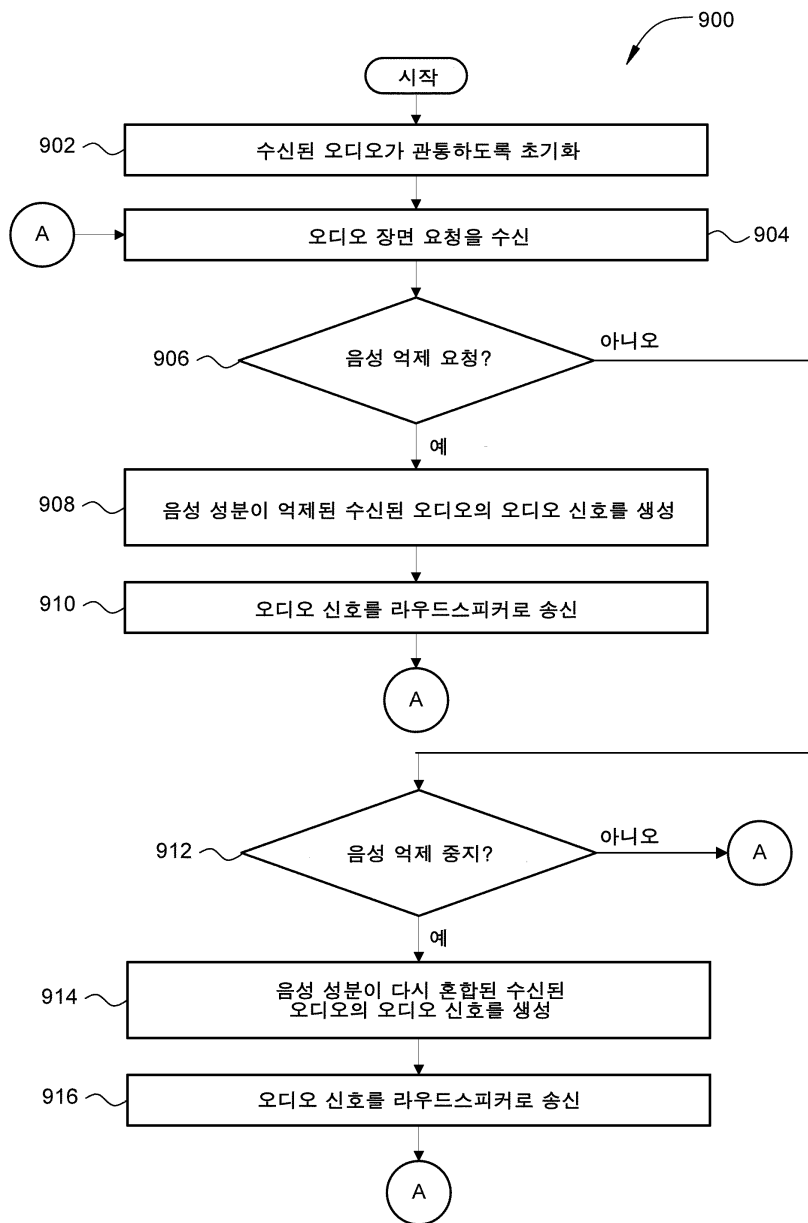 900
시작
902
수신된 오디오가 관통하도록 초기화
A
오디오 장면 요청을 수신
904
906
음성 억제 요청?
아니오
예
908
음성 성분이 억제된 수신된 오디오의 오디오 신호를 생성
910
오디오 신호를 라우드스피커로 송신
A
912
음성 억제 중지?
아니오
A
예
914
음성 성분이 다시 혼합된 수신된
오디오의 오디오 신호를 생성
916
오디오 신호를 라우드스피커로 송신
A